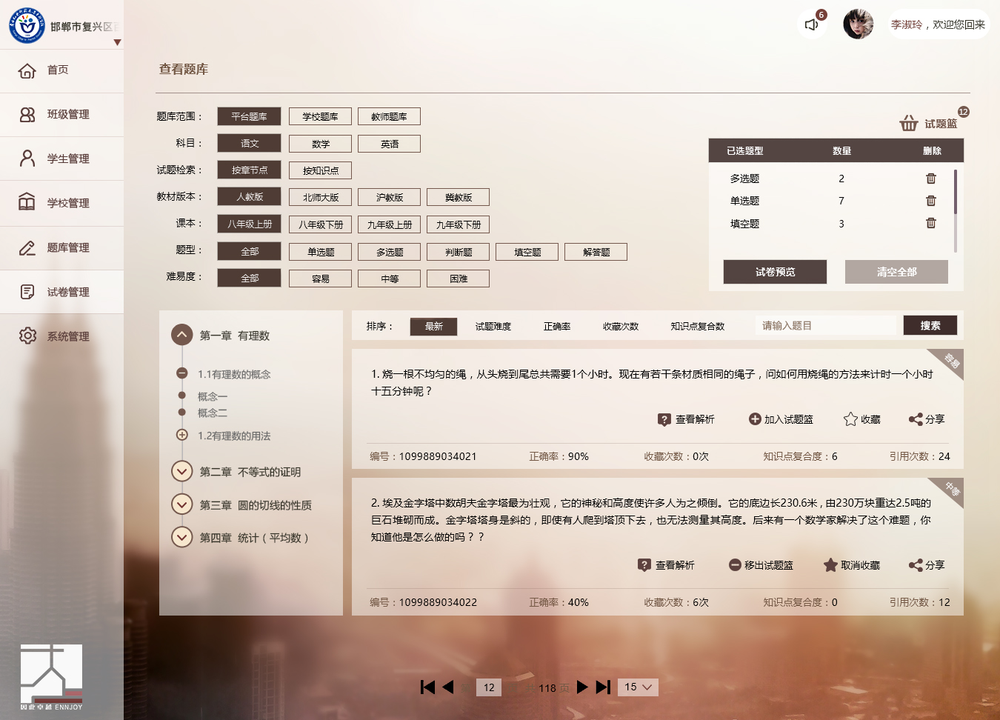 邯郸市复兴区
6
李淑玲，欢迎您回来
首页
班级管理
学生管理
学校管理
题库管理
试卷管理
系统管理
因此卓越 ENNJOY
查看题库
题库范围： 平台题库 学校题库 教师题库
科目： 语文 数学 英语
试题检索： 按章节点 按知识点
教材版本： 人教版 北师大版 沪教版 冀教版
课本： 八年级上册 八年级下册 九年级上册 九年级下册
题型： 全部 单选题 多选题 判断题 填空题 解答题
难易度： 全部 容易 中等 困难
试题篮 12
已选题型 数量 删除
多选题 2
单选题 7
填空题 3
试卷预览 清空全部
第一章 有理数
1.1有理数的概念
概念一
概念二
1.2有理数的用法
第二章 不等式的证明
第三章 圆的切线的性质
第四章 统计（平均数）
排序： 最新 试题难度 正确率 收藏次数 知识点复合数 请输入题目 搜索
容易
1. 烧一根不均匀的绳，从头烧到尾总共需要1个小时。现在有若干条材质相同的绳子，问如何用烧绳的方法来计时一个小时
十五分钟呢？
查看解析 加入试题篮 收藏 分享
编号：1099889034021 正确率：90% 收藏次数：0次 知识点复合度：6 引用次数：24
中等
2. 埃及金字塔中数胡夫金字塔最为壮观，它的神秘和高度使许多人为之倾倒。它的底边长230.6米，由230万块重达2.5吨的
巨石堆砌而成。金字塔塔身是斜的，即使有人爬到塔顶下去，也无法测量其高度。后来有一个数学家解决了这个难题，你
知道他是怎么做的吗？？
查看解析 移出试题篮 取消收藏 分享
编号：1099889034022 正确率：40% 收藏次数：6次 知识点复合度：0 引用次数：12
12 共 118 页 15